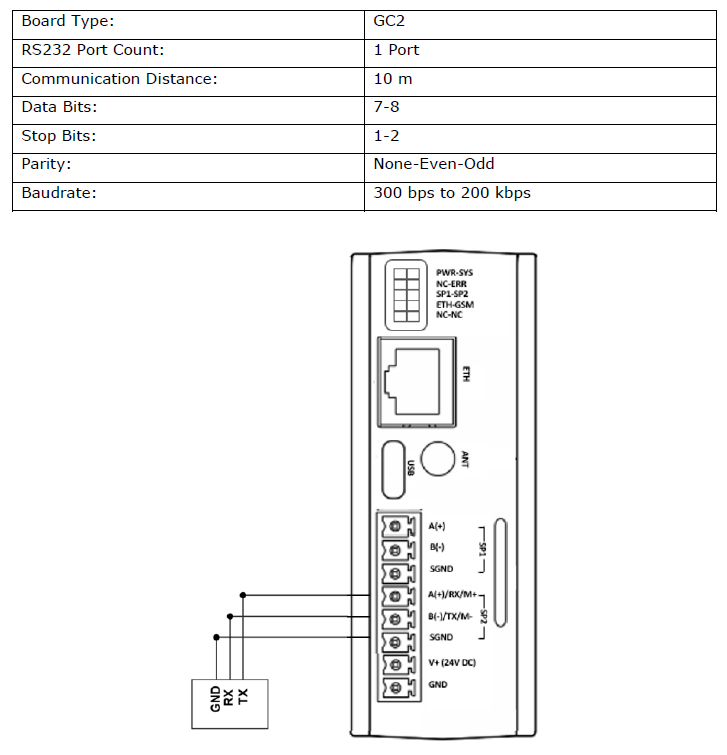 Board Type: GC2
RS232 Port Count: 1 Port
Communication Distance: 10 m
Data Bits: 7-8
Stop Bits: 1-2
Parity: None-Even-Odd
Baudrate: 300 bps to 200 kbps
PWR-SYS
NC-ERR
SP1-SP2
ETH-GSM
NC-NC
ETH
USB
ANT
A(+)
B(-)
SGND
SP1
A(+)/RX/M+
B(-)/TX/M-
SGND
SP2
V+ (24V DC)
GND
GND
RX
TX